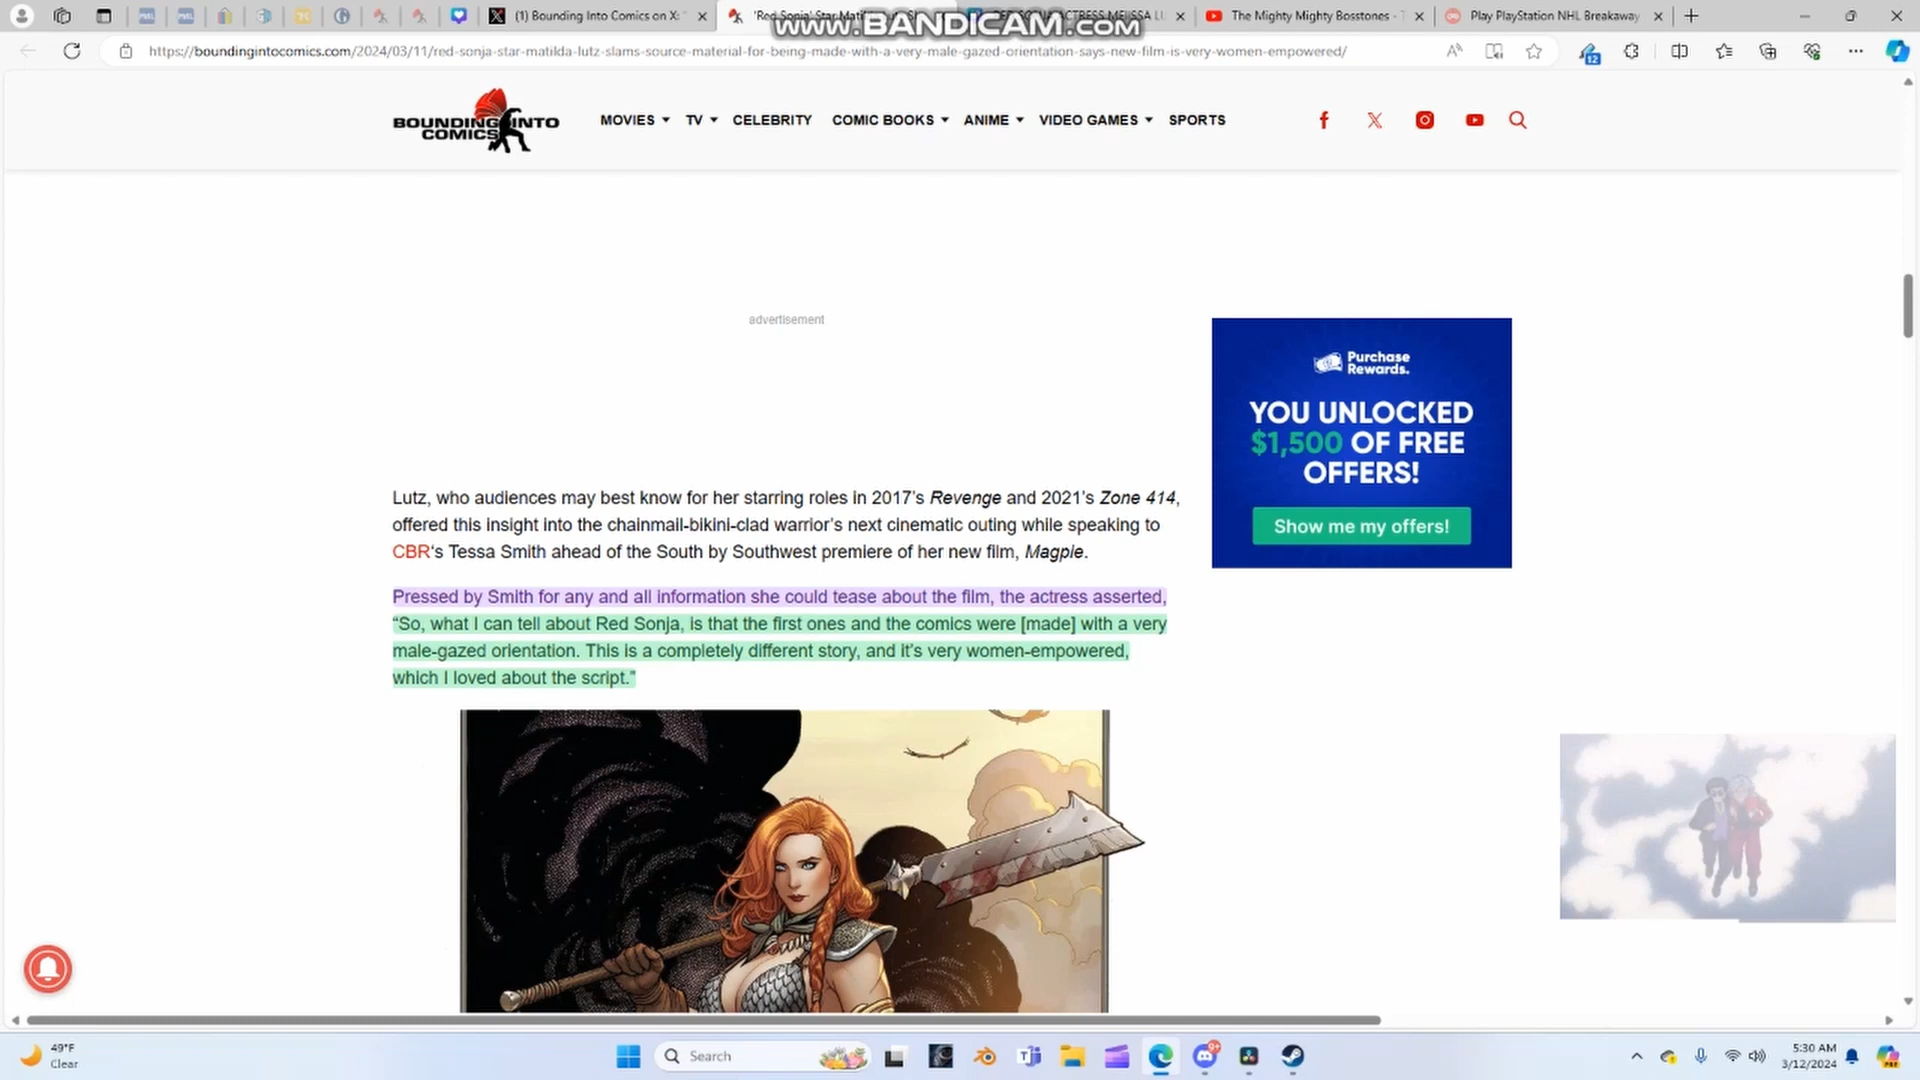 (1) Bounding Into Comics on X: "
'Red Sonja' Star Matil
The Mighty Mighty Bosstones -
Play PlayStation NHL Breakaway
www.BANDICAM.com
https://boundingintocomics.com/2024/03/11/red-sonja-star-matilda-lutz-slams-source-material-for-being-made-with-a-very-male-gazed-orientation-says-new-film-is-very-women-empowered/
12
BOUNDING INTO
COMICS
MOVIES TV CELEBRITY COMIC BOOKS ANIME VIDEO GAMES SPORTS
advertisement
Purchase
Rewards.
YOU UNLOCKED
$1,500 OF FREE
OFFERS!
Show me my offers!
Lutz, who audiences may best know for her starring roles in 2017's Revenge and 2021's Zone 414,
offered this insight into the chainmail-bikini-clad warrior's next cinematic outing while speaking to
CBR's Tessa Smith ahead of the South by Southwest premiere of her new film, Magpie.
Pressed by Smith for any and all information she could tease about the film, the actress asserted,
“So, what I can tell about Red Sonja, is that the first ones and the comics were [made] with a very
male-gazed orientation. This is a completely different story, and it's very women-empowered,
which I loved about the script.”
49°F
Clear
Search
9+
5:30 AM
3/12/2024